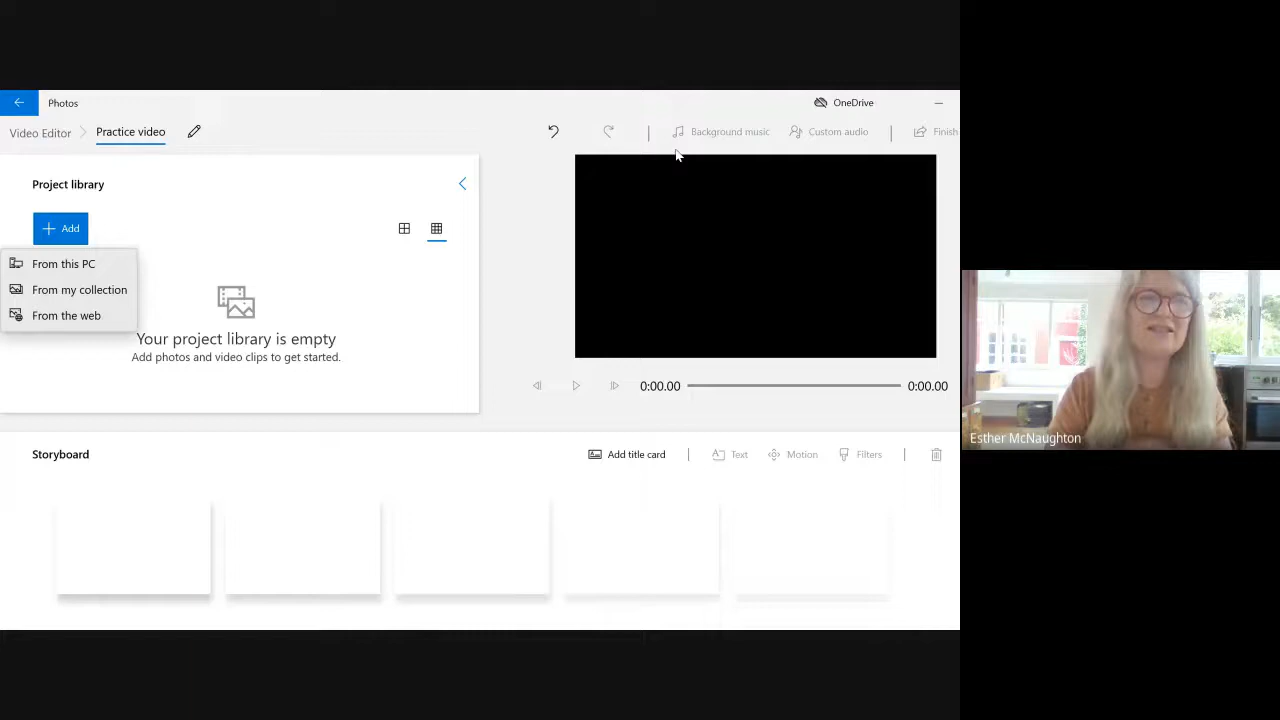 Photos
OneDrive
Video Editor
Practice video
Background music
Custom audio
Finish
Project library
Add
From this PC
From my collection
From the web
Your project library is empty
Add photos and video clips to get started.
0:00.00
0:00.00
Esther McNaughton
Storyboard
Add title card
Text
Motion
Filters